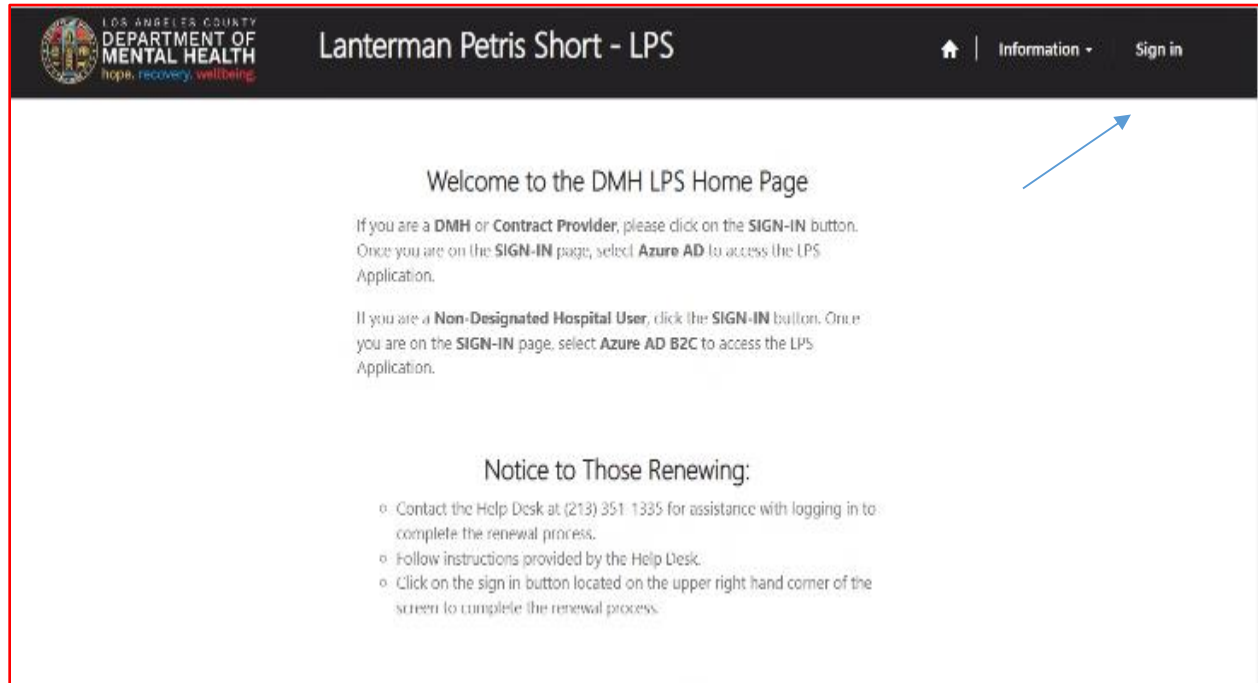 LOS ANGELES COUNTY
DEPARTMENT OF
MENTAL HEALTH
hope. recovery. wellbeing.
Lanterman Petris Short - LPS
Information
Sign in
Welcome to the DMH LPS Home Page
If you are a DMH or Contract Provider, please click on the SIGN-IN button.
Once you are on the SIGN-IN page, select Azure AD to access the LPS
Application.
If you are a Non-Designated Hospital User, click the SIGN-IN button. Once
you are on the SIGN-IN page, select Azure AD B2C to access the LPS
Application.
Notice to Those Renewing:
Contact the Help Desk at (213) 351-1335 for assistance with logging in to
complete the renewal process.
Follow instructions provided by the Help Desk.
Click on the sign in button located on the upper right hand corner of the
screen to complete the renewal process.